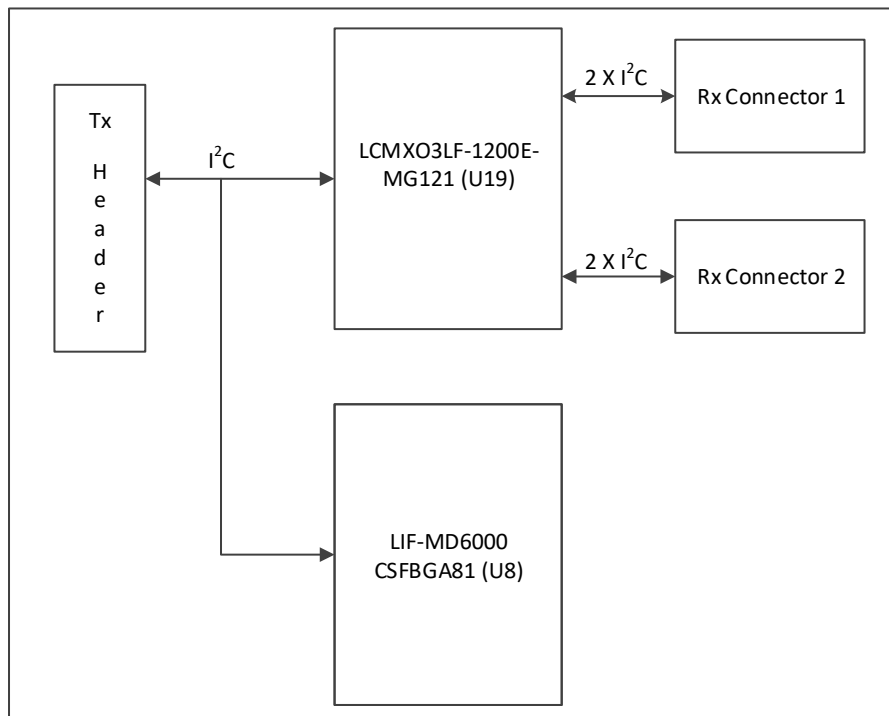 Tx
H
e
a
d
e
r
I²C
LCMXO3LF-1200E-
MG121 (U19)
2 X I²C
Rx Connector 1
2 X I²C
Rx Connector 2
LIF-MD6000
CSFBGA81 (U8)